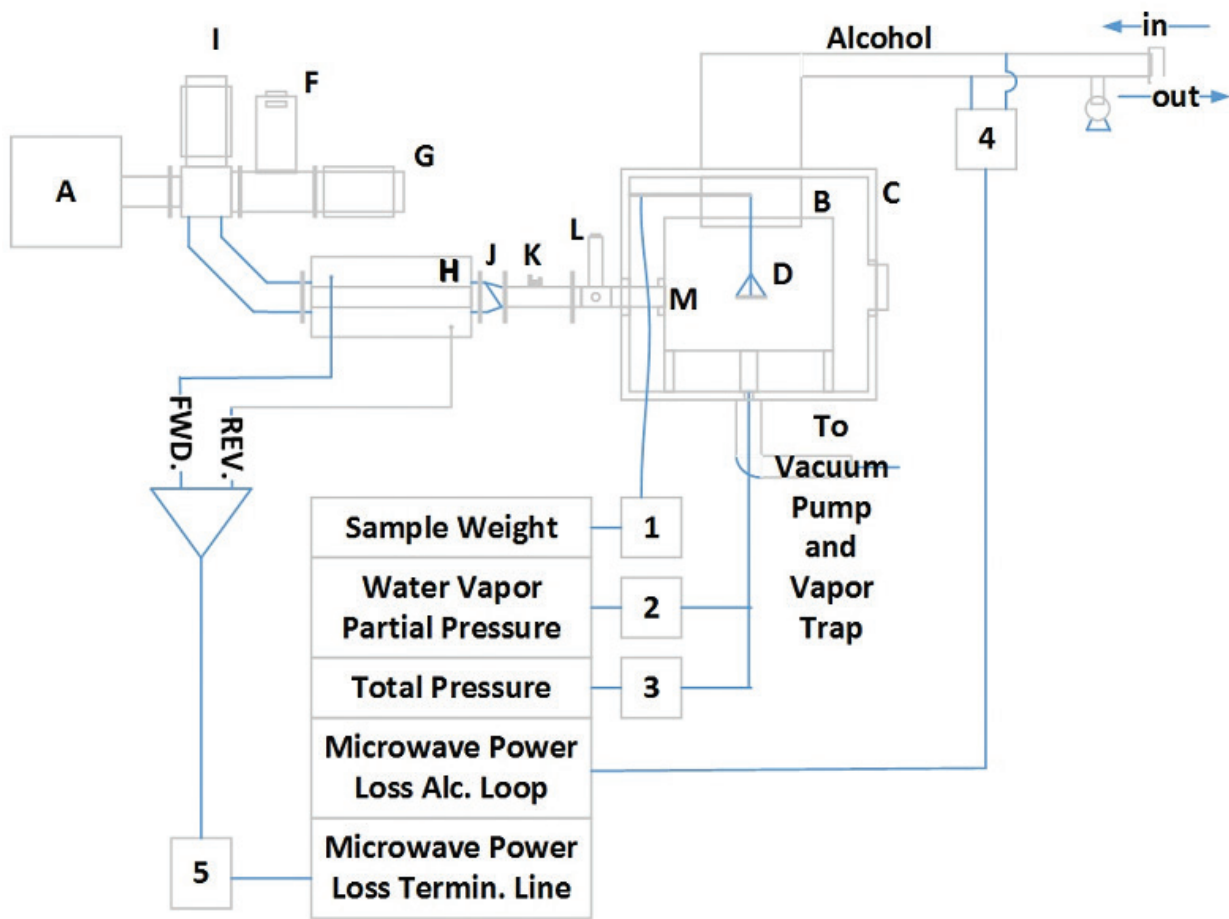 I
F
G
A
in
Alcohol
out
4
C
B
L
K
J
H
D
M
FWD.
REV.
To
Vacuum
Pump
and
Vapor
Trap
Sample Weight
1
Water Vapor
Partial Pressure
2
Total Pressure
3
Microwave Power
Loss Alc. Loop
Microwave Power
Loss Termin. Line
5